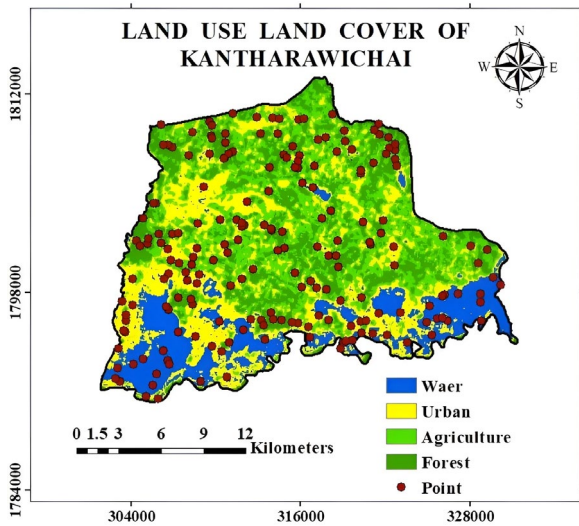 LAND USE LAND COVER OF
KANTHARAWICHAI
N
W E
S
1812000
1798000
1784000
Waer
Urban
Agriculture
Forest
Point
0 1.5 3 6 9 12
Kilometers
304000 316000 328000